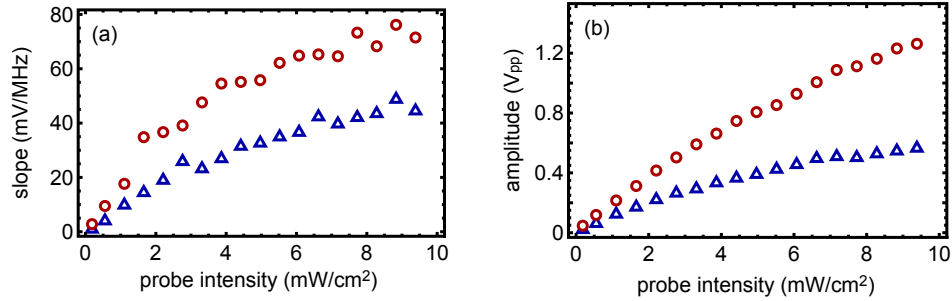 (a)
slope (mV/MHz)
80
60
40
20
0
0 2 4 6 8 10
probe intensity (mW/cm²)
(b)
amplitude (Vpp)
1.2
0.8
0.4
0
0 2 4 6 8 10
probe intensity (mW/cm²)